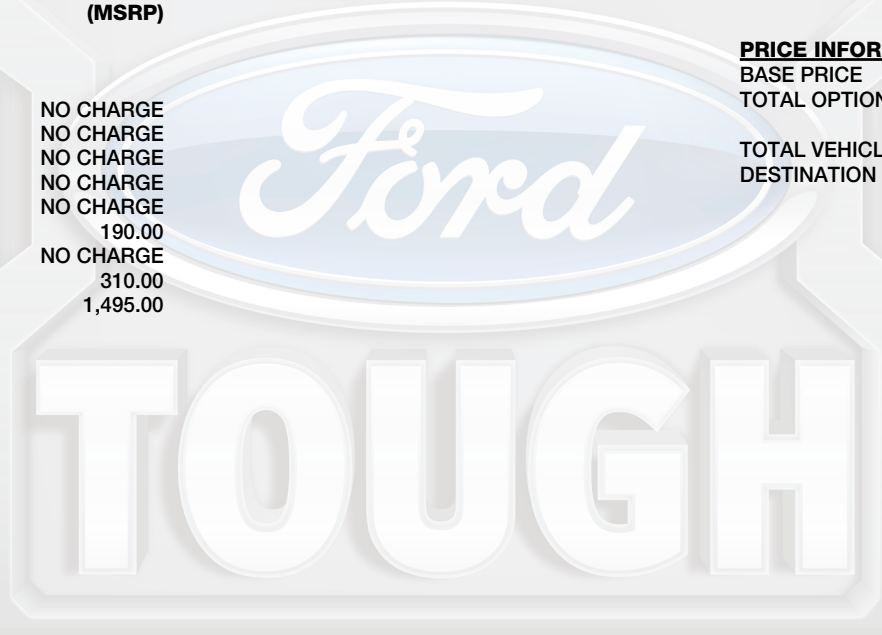 (MSRP)
NO CHARGE
NO CHARGE
NO CHARGE
NO CHARGE
NO CHARGE
190.00
NO CHARGE
310.00
1,495.00
PRICE INFOR
BASE PRICE
TOTAL OPTION
TOTAL VEHICL
DESTINATION
Ford
TOUGH